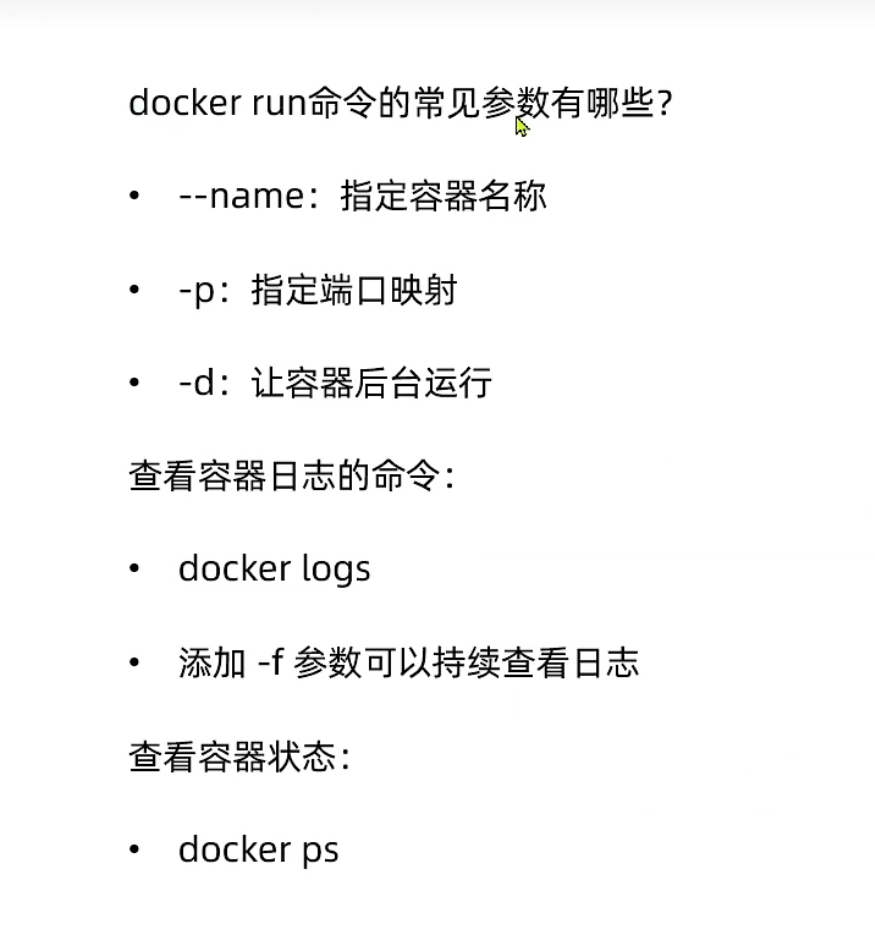 docker run命令的常见参数有哪些？
• --name：指定容器名称
• -p：指定端口映射
• -d：让容器后台运行
查看容器日志的命令：
• docker logs
• 添加 -f 参数可以持续查看日志
查看容器状态：
• docker ps